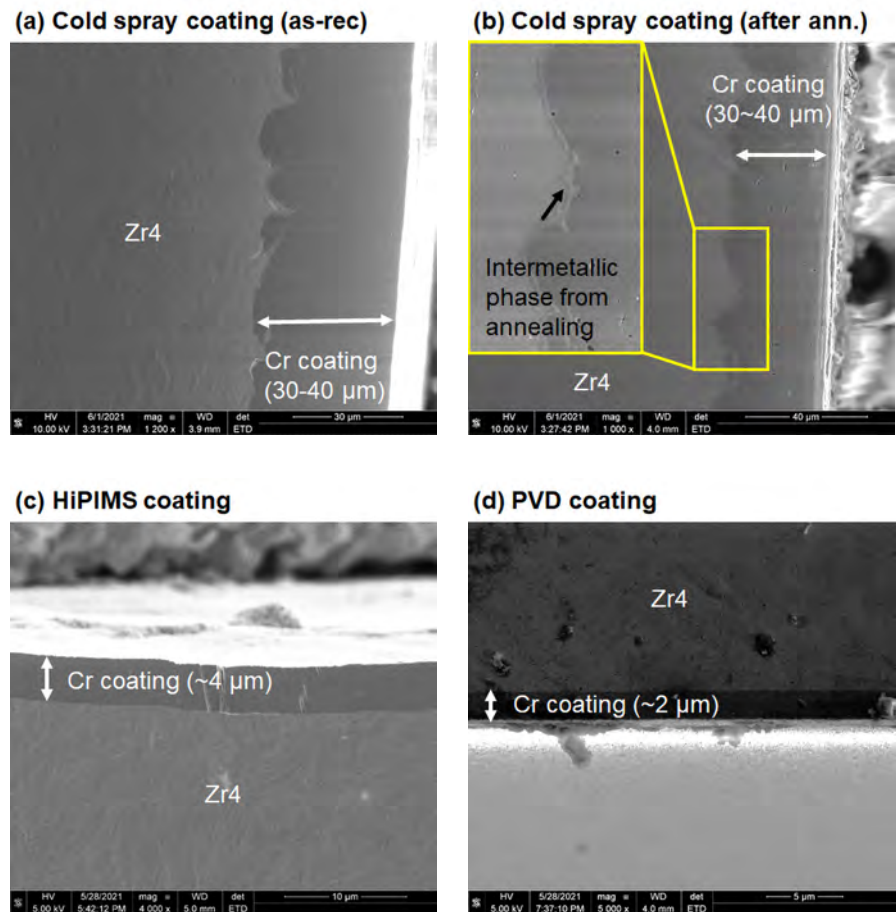 (a) Cold spray coating (as-rec)
Zr4
Cr coating
(30-40 µm)
HV 6/1/2021 mag WD det 30 µm
10.00 kV 3:31:21 PM 1 200 x 3.9 mm ETD
(b) Cold spray coating (after ann.)
Cr coating
(30~40 µm)
Intermetallic
phase from
annealing
Zr4
HV 6/1/2021 mag WD det 40 µm
10.00 kV 3:27:42 PM 1 000 x 4.0 mm ETD
(c) HiPIMS coating
Cr coating (~4 µm)
Zr4
HV 5/28/2021 mag WD det 10 µm
5.00 kV 5:42:12 PM 4 000 x 5.0 mm ETD
(d) PVD coating
Zr4
Cr coating (~2 µm)
HV 5/28/2021 mag WD det 5 µm
5.00 kV 7:37:10 PM 5 000 x 4.0 mm ETD